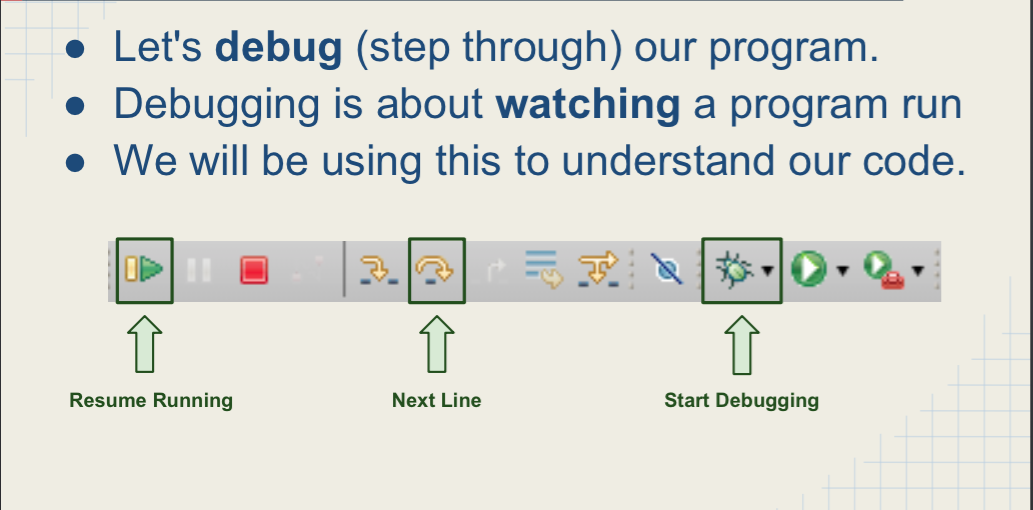 ● Let's debug (step through) our program.
● Debugging is about watching a program run
● We will be using this to understand our code.
Resume Running
Next Line
Start Debugging